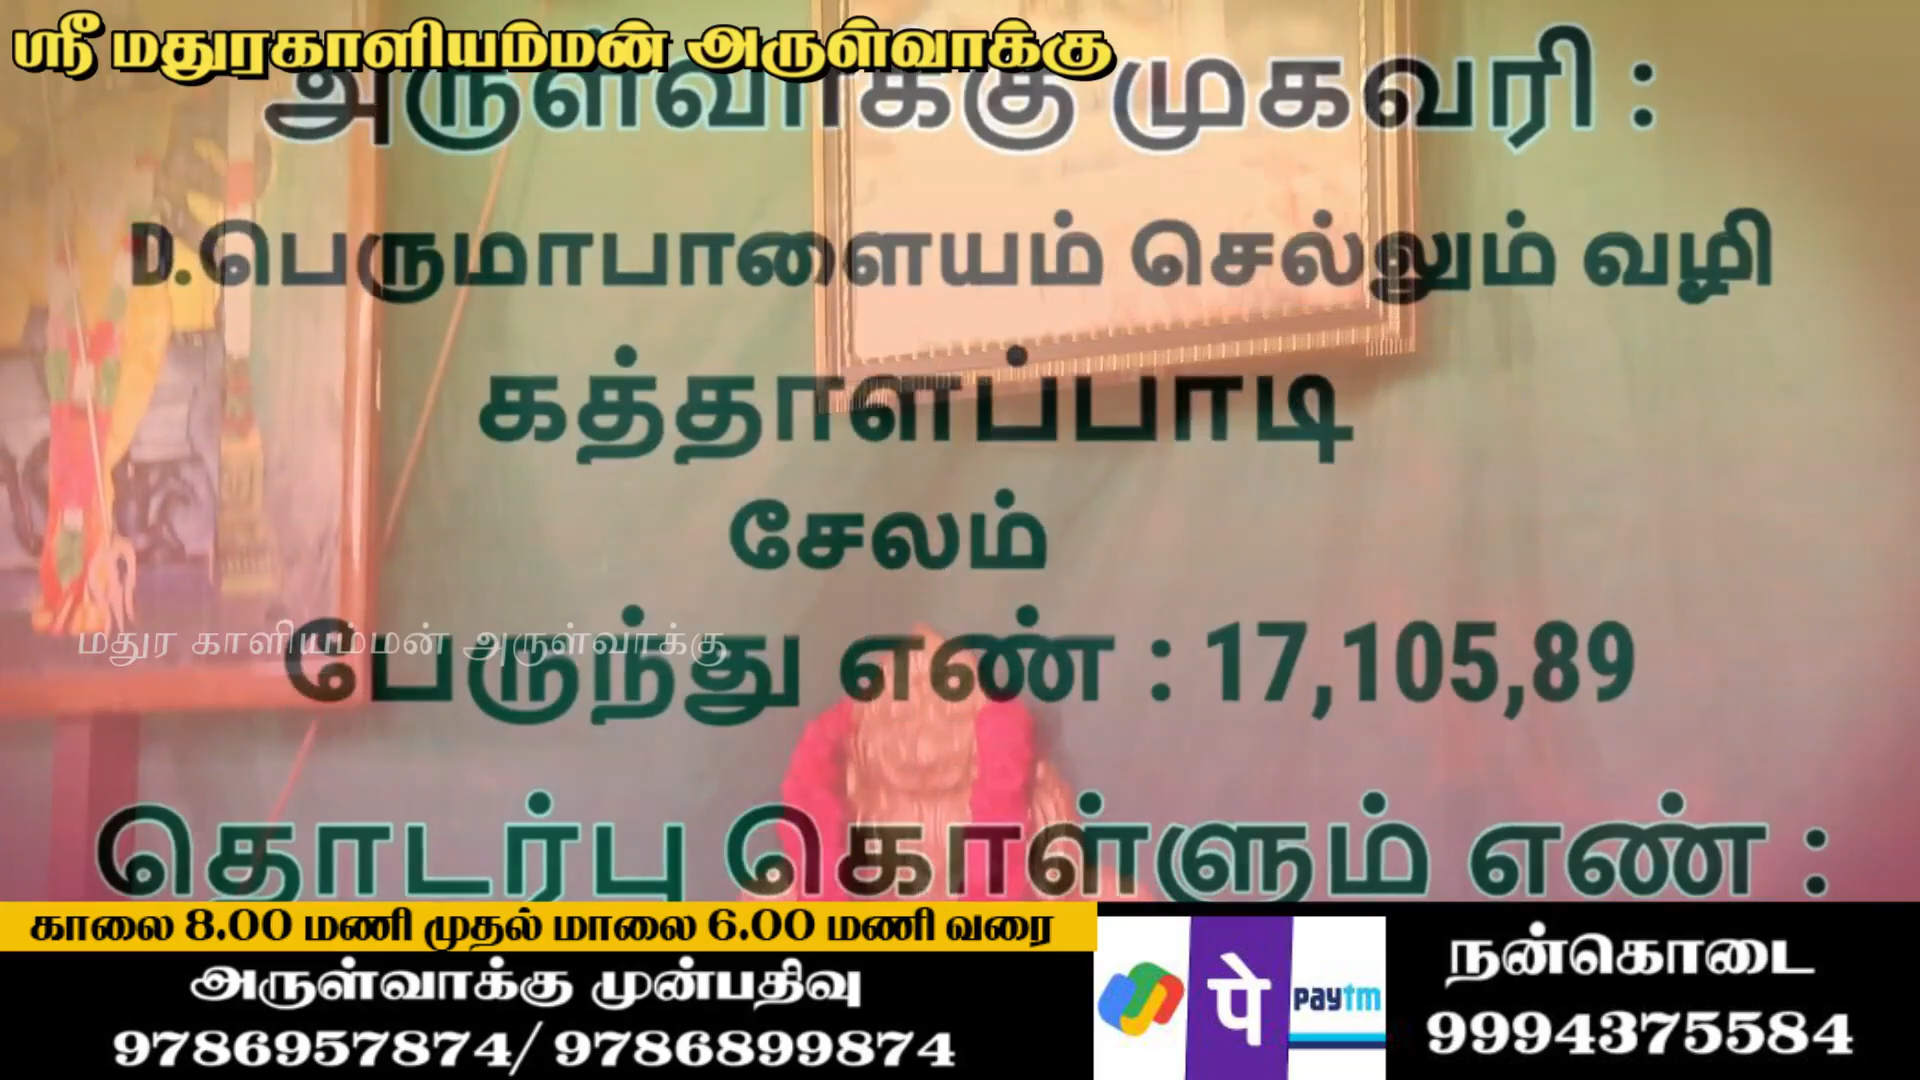 ஸ்ரீ மதுரகாளியம்மன் அருள்வாக்கு
அருள்வாக்கு முகவரி :
D.பெருமாபாளையம் செல்லும் வழி
கத்தாளப்பாடி
சேலம்
மதுர காளியம்மன் அருள்வாக்கு
பேருந்து எண் : 17,105,89
தொடர்பு கொள்ளும் எண் :
காலை 8.00 மணி முதல் மாலை 6.00 மணி வரை
அருள்வாக்கு முன்பதிவு
9786957874/ 9786899874
पे
paytm
நன்கொடை
9994375584